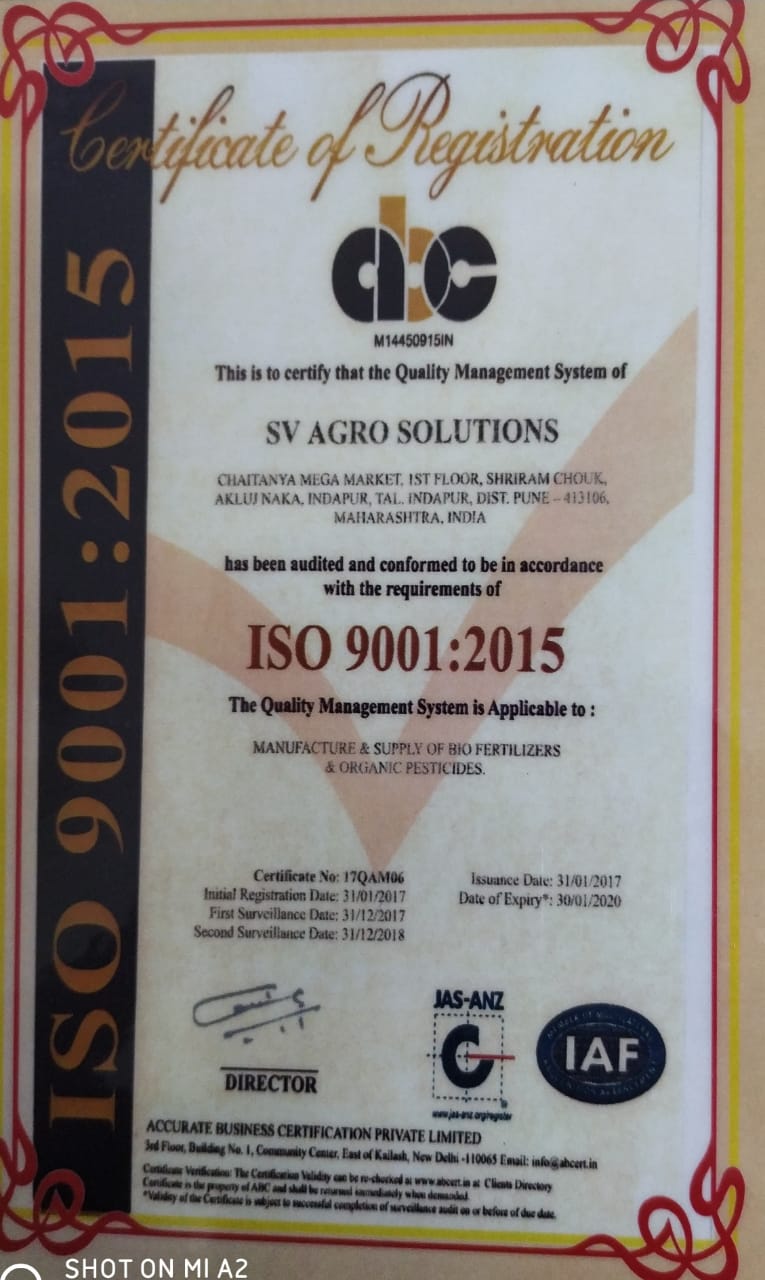 Certificate of Registration
ISO 9001:2015
abc
M14450915IN
This is to certify that the Quality Management System of
SV AGRO SOLUTIONS
CHAITANYA MEGA MARKET, 1ST FLOOR, SHRIRAM CHOUK,
AKLUJ NAKA, INDAPUR, TAL. INDAPUR, DIST. PUNE – 413106,
MAHARASHTRA, INDIA
has been audited and conformed to be in accordance
with the requirements of
ISO 9001:2015
The Quality Management System is Applicable to :
MANUFACTURE & SUPPLY OF BIO FERTILIZERS
& ORGANIC PESTICIDES.
Certificate No: 17QAM06
Initial Registration Date: 31/01/2017
First Surveillance Date: 31/12/2017
Second Surveillance Date: 31/12/2018
Issuance Date: 31/01/2017
Date of Expiry*: 30/01/2020
DIRECTOR
JAS-ANZ
www.jas-anz.org/register
IAF
ACCURATE BUSINESS CERTIFICATION PRIVATE LIMITED
3rd Floor, Building No. 1, Community Center, East of Kailash, New Delhi -110065 Email: info@abcert.in
Certificate Verification: The Certification Validity can be re-checked at www.abcert.in at Clients Directory
Certificate is the property of ABC and shall be returned immediately when demanded.
*Validity of the Certificate is subject to successful completion of surveillance audit on or before of due date.
SHOT ON MI A2